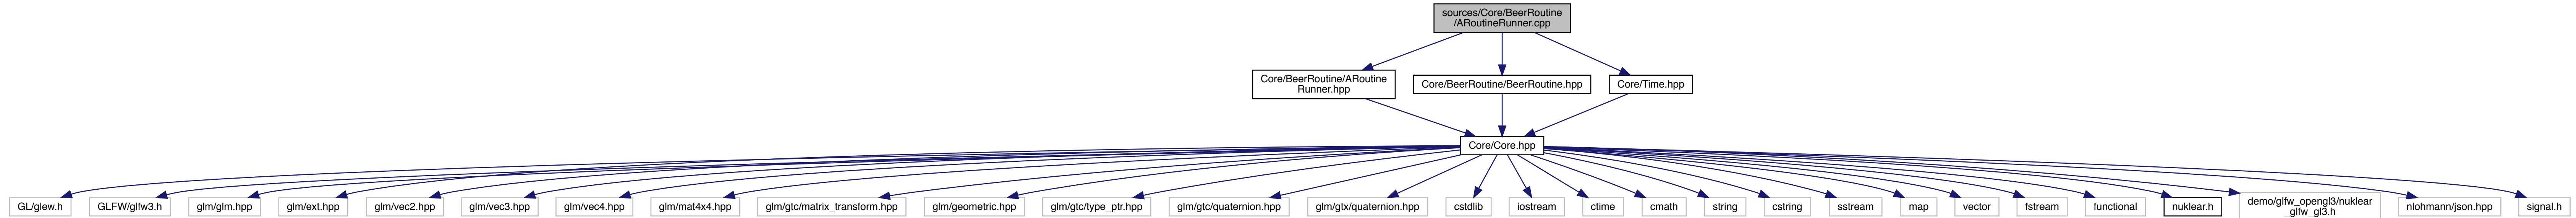 sources/Core/BeerRoutine
/ARoutineRunner.cpp
Core/BeerRoutine/ARoutine
Runner.hpp
Core/BeerRoutine/BeerRoutine.hpp
Core/Time.hpp
Core/Core.hpp
GL/glew.h
GLFW/glfw3.h
glm/glm.hpp
glm/ext.hpp
glm/vec2.hpp
glm/vec3.hpp
glm/vec4.hpp
glm/mat4x4.hpp
glm/gtc/matrix_transform.hpp
glm/geometric.hpp
glm/gtc/type_ptr.hpp
glm/gtc/quaternion.hpp
glm/gtx/quaternion.hpp
cstdlib
iostream
ctime
cmath
string
cstring
sstream
map
vector
fstream
functional
nuklear.h
demo/glfw_opengl3/nuklear
_glfw_gl3.h
nlohmann/json.hpp
signal.h